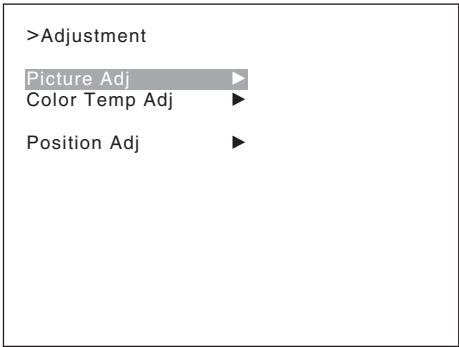 >Adjustment
Picture Adj ▶
Color Temp Adj ▶
Position Adj ▶